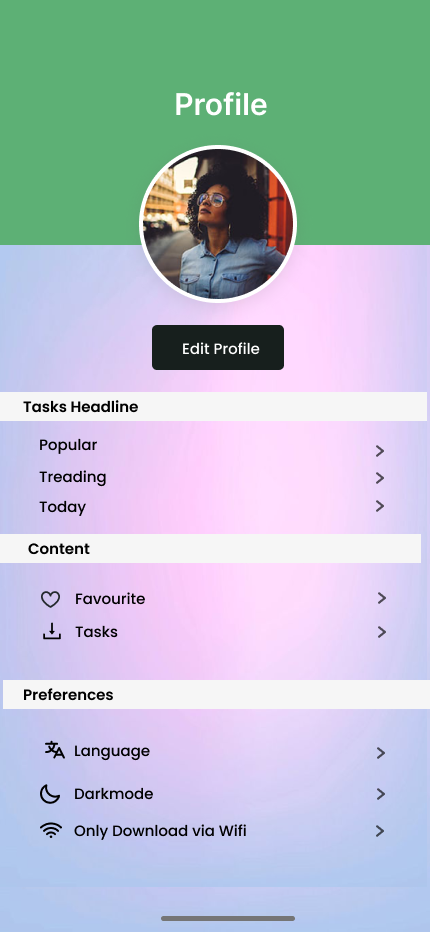 Profile
Edit Profile
Tasks Headline
Popular
Treading
Today
Content
Favourite
Tasks
Preferences
Language
Darkmode
Only Download via Wifi